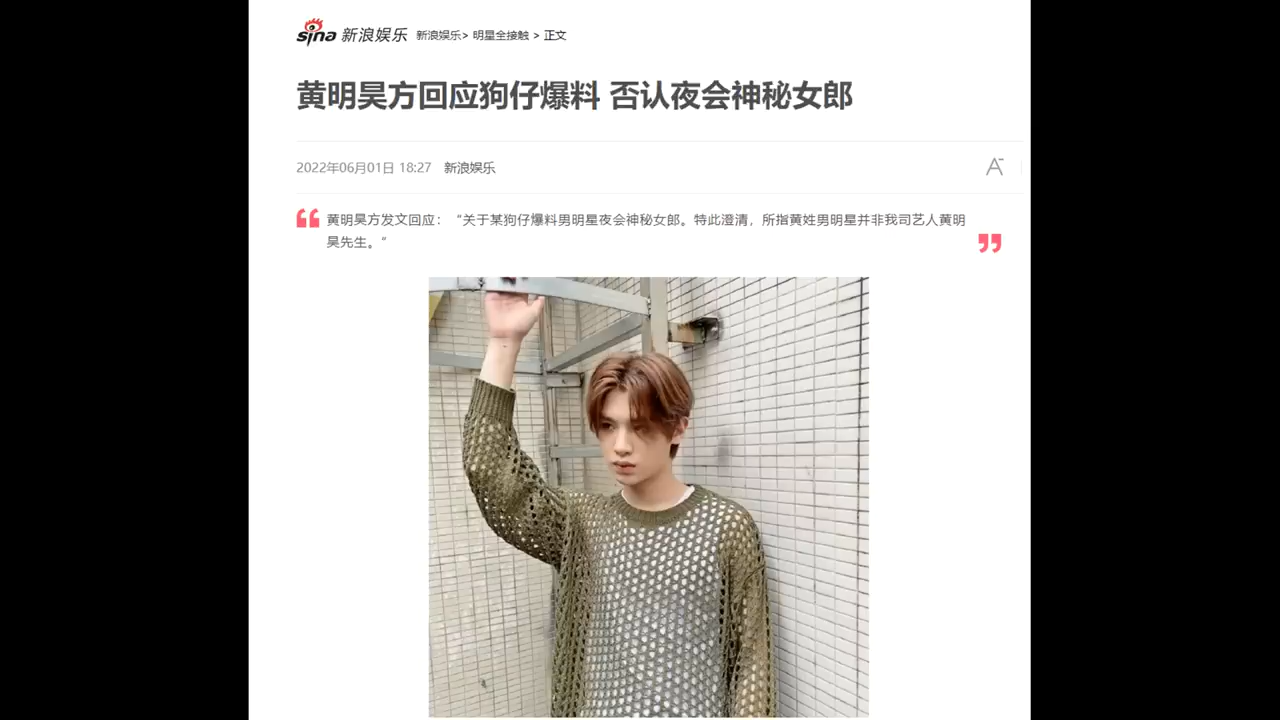 sina 新浪娱乐 新浪娱乐> 明星全接触 > 正文
黄明昊方回应狗仔爆料 否认夜会神秘女郎
2022年06月01日 18:27 新浪娱乐 A-
黄明昊方发文回应：“关于某狗仔爆料男明星夜会神秘女郎。特此澄清，所指黄姓男明星并非我司艺人黄明
昊先生。“